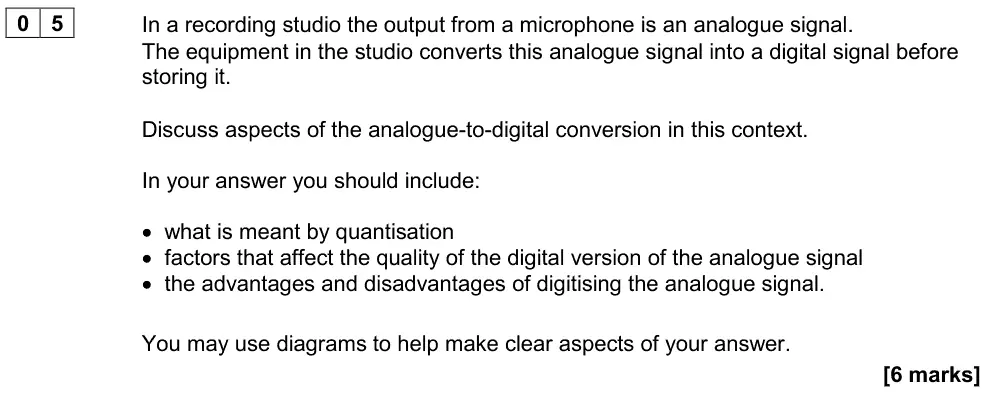 0 5 In a recording studio the output from a microphone is an analogue signal.
The equipment in the studio converts this analogue signal into a digital signal before
storing it.
Discuss aspects of the analogue-to-digital conversion in this context.
In your answer you should include:
• what is meant by quantisation
• factors that affect the quality of the digital version of the analogue signal
• the advantages and disadvantages of digitising the analogue signal.
You may use diagrams to help make clear aspects of your answer.
[6 marks]